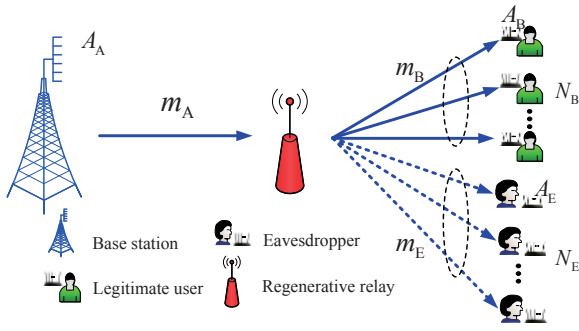 A_A
m_A
A_B
m_B
N_B
A_E
m_E
N_E
Base station
Eavesdropper
Legitimate user
Regenerative relay